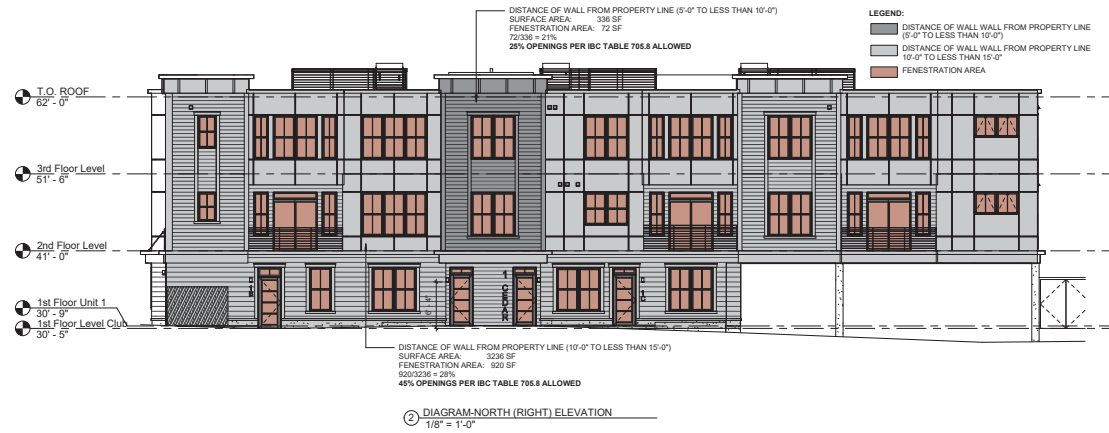 DISTANCE OF WALL FROM PROPERTY LINE (5'-0" TO LESS THAN 10'-0")
SURFACE AREA: 336 SF
FENESTRATION AREA: 72 SF
72/336 = 21%
25% OPENINGS PER IBC TABLE 705.8 ALLOWED
LEGEND:
DISTANCE OF WALL WALL FROM PROPERTY LINE
(5'-0" TO LESS THAN 10'-0")
DISTANCE OF WALL WALL FROM PROPERTY LINE
10'-0" TO LESS THAN 15'-0"
FENESTRATION AREA
T.O. ROOF
62' - 0"
3rd Floor Level
51' - 6"
2nd Floor Level
41' - 0"
1st Floor Unit 1
30' - 9"
1st Floor Level Club
30' - 5"
1 CEDAR
DISTANCE OF WALL FROM PROPERTY LINE (10'-0" TO LESS THAN 15'-0")
SURFACE AREA: 3236 SF
FENESTRATION AREA: 920 SF
920/3236 = 28%
45% OPENINGS PER IBC TABLE 705.8 ALLOWED
2 DIAGRAM-NORTH (RIGHT) ELEVATION
1/8" = 1'-0"